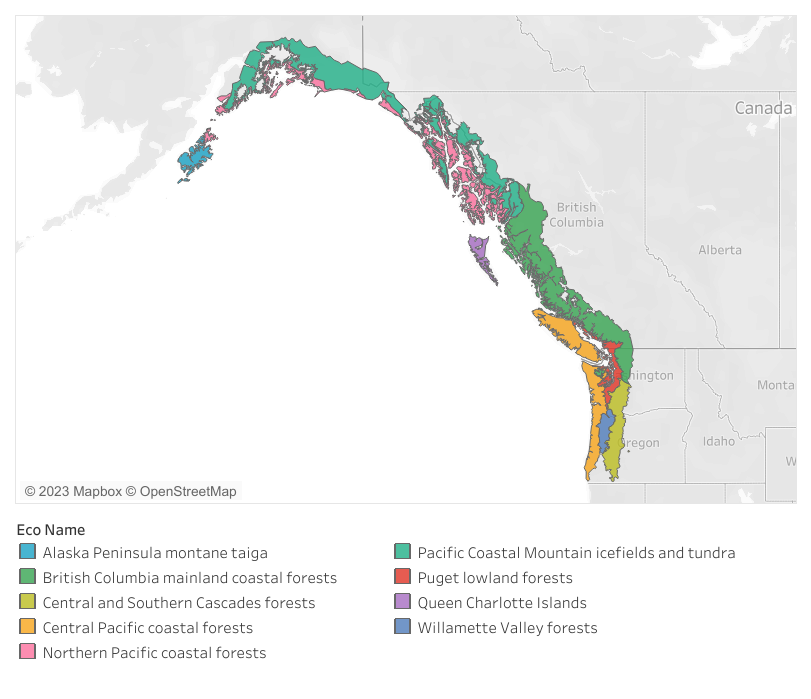 Canada
British
Columbia
Alberta
hington
Monta
regon
Idaho
W
© 2023 Mapbox © OpenStreetMap
Eco Name
Alaska Peninsula montane taiga
British Columbia mainland coastal forests
Central and Southern Cascades forests
Central Pacific coastal forests
Northern Pacific coastal forests
Pacific Coastal Mountain icefields and tundra
Puget lowland forests
Queen Charlotte Islands
Willamette Valley forests